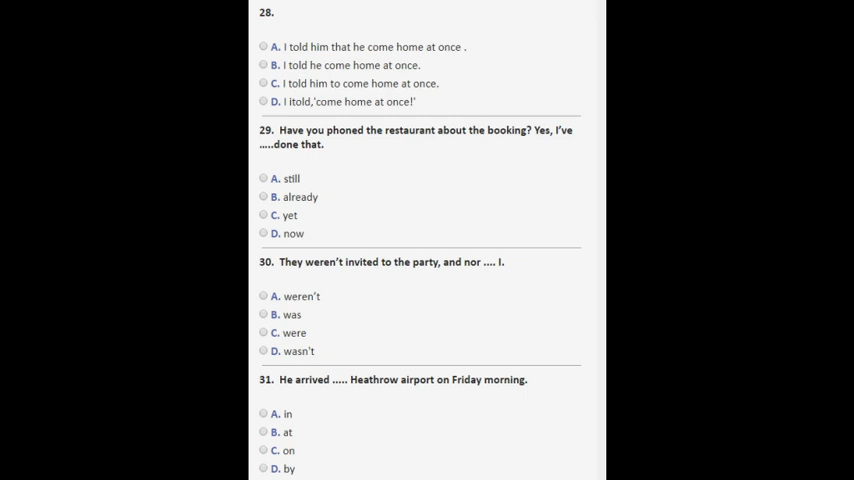 28.
A. I told him that he come home at once .
B. I told he come home at once.
C. I told him to come home at once.
D. I itold,'come home at once!'
29. Have you phoned the restaurant about the booking? Yes, I've
.....done that.
A. still
B. already
C. yet
D. now
30. They weren't invited to the party, and nor .... I.
A. weren't
B. was
C. were
D. wasn't
31. He arrived ..... Heathrow airport on Friday morning.
A. in
B. at
C. on
D. by